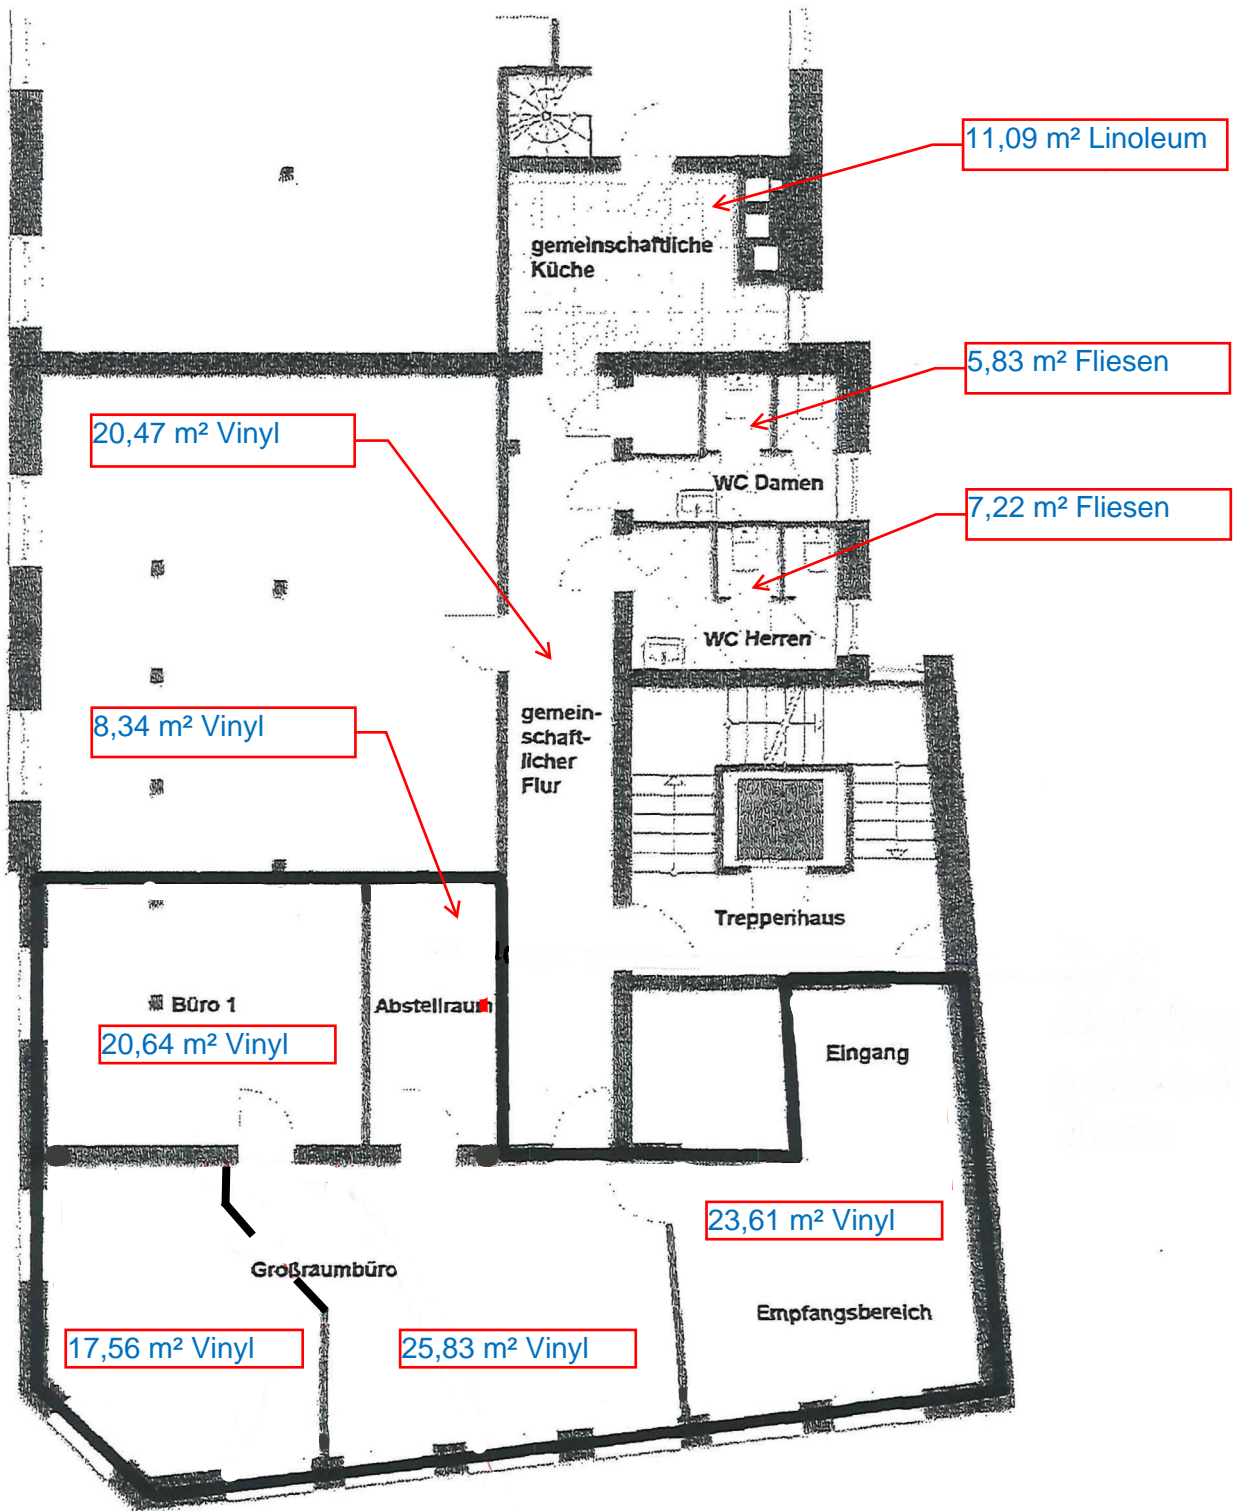 11,09 m² Linoleum
gemeinschaftliche
Küche
5,83 m² Fliesen
20,47 m² Vinyl
WC Damen
7,22 m² Fliesen
WC Herren
8,34 m² Vinyl
gemein-
schaft-
licher
Flur
Treppenhaus
Büro 1
Abstellraum
20,64 m² Vinyl
Eingang
23,61 m² Vinyl
Großraumbüro
Empfangsbereich
17,56 m² Vinyl
25,83 m² Vinyl